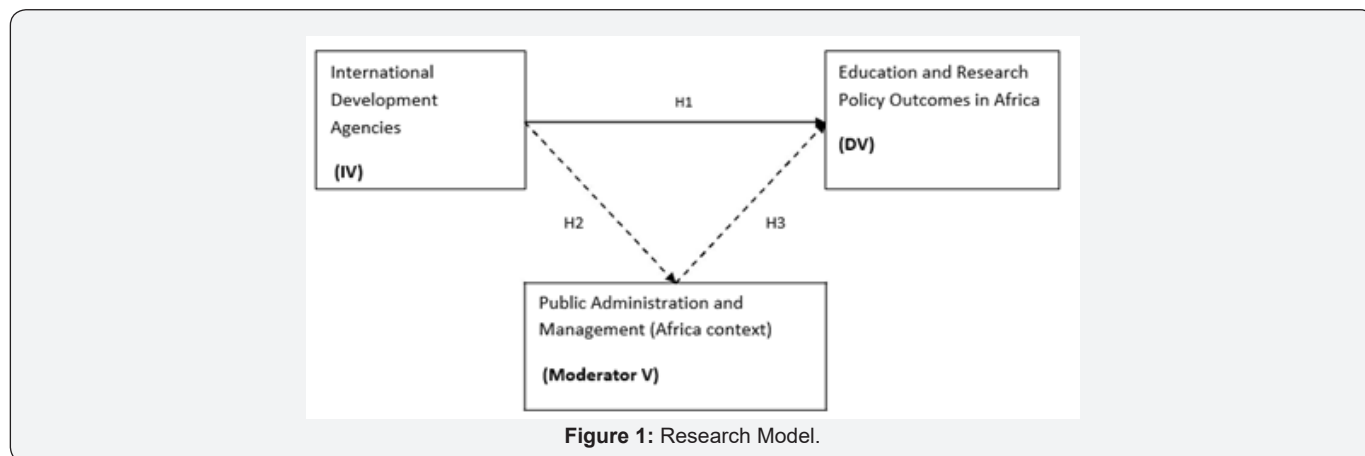 International
Development
Agencies
(IV)
H1
Education and Research
Policy Outcomes in Africa
(DV)
H2
H3
Public Administration and
Management (Africa context)
(Moderator V)
Figure 1: Research Model.